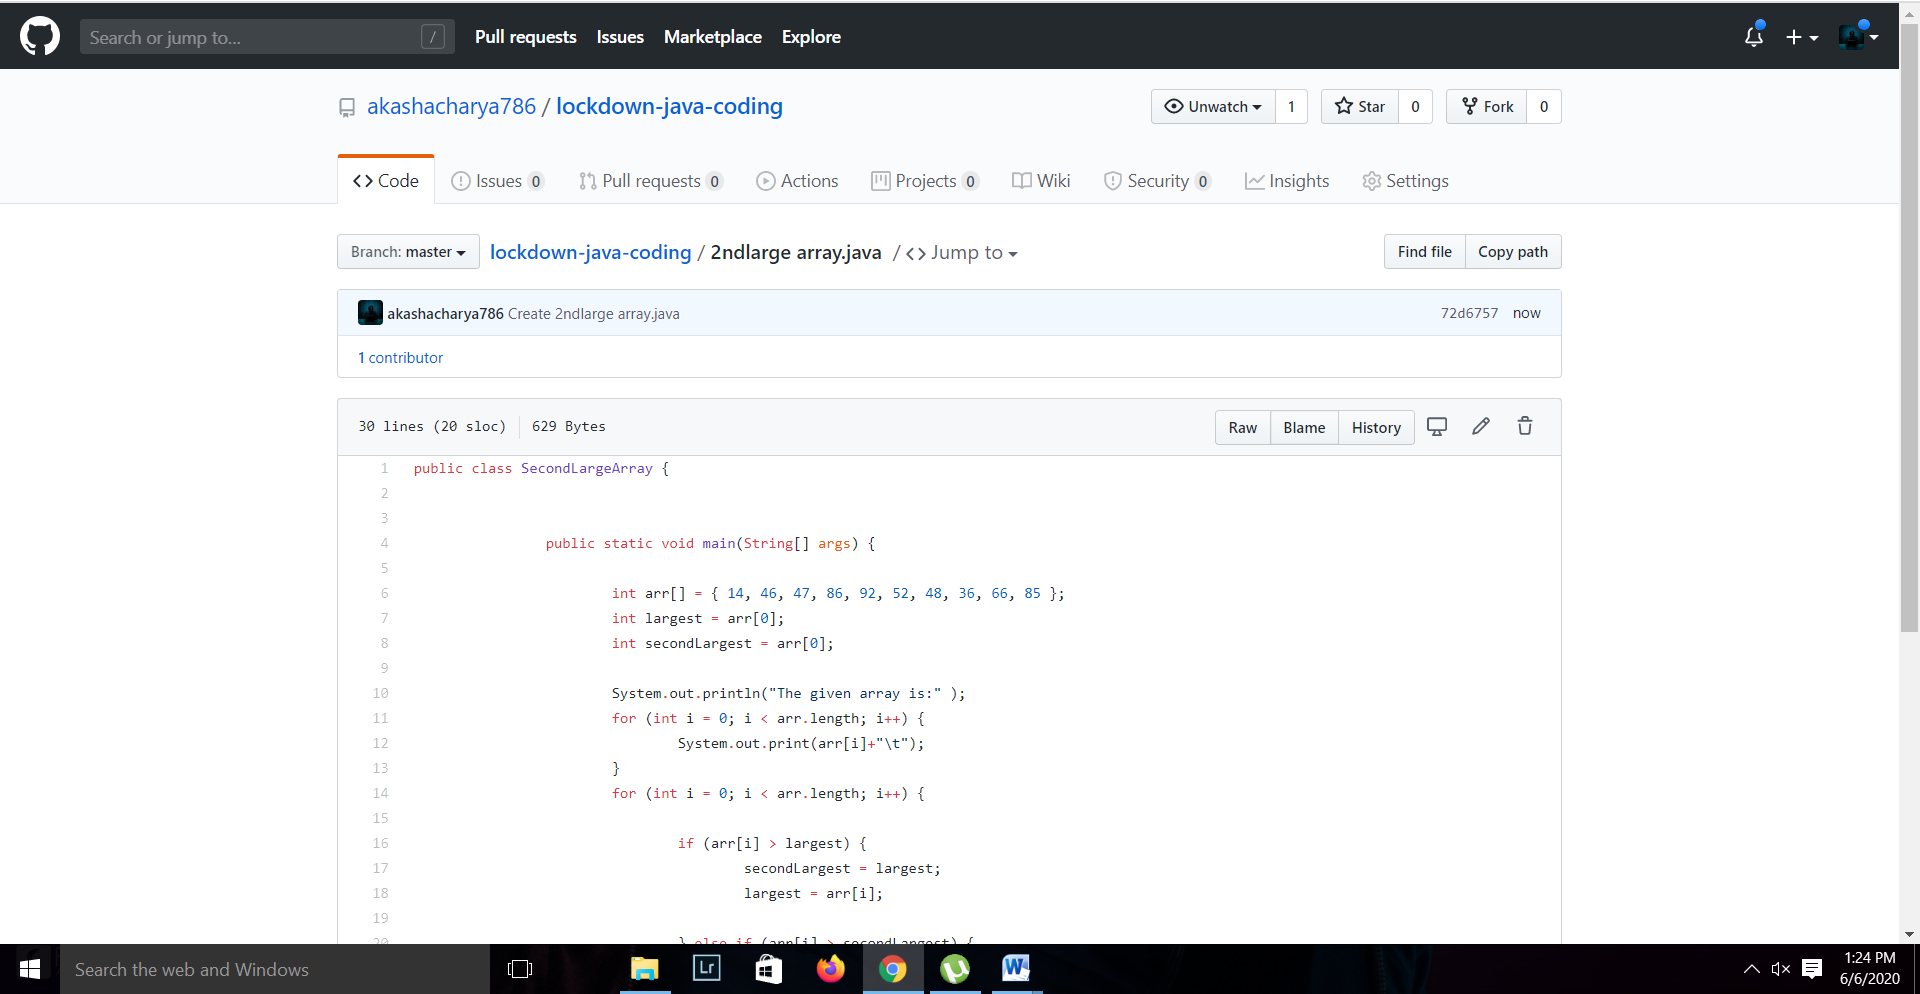 Search or jump to... /
Pull requests Issues Marketplace Explore
akashacharya786 / lockdown-java-coding
Unwatch 1 Star 0 Fork 0
Code Issues 0 Pull requests 0 Actions Projects 0 Wiki Security 0 Insights Settings
Branch: master lockdown-java-coding / 2ndlarge array.java / Jump to
Find file Copy path
akashacharya786 Create 2ndlarge array.java 72d6757 now
1 contributor
30 lines (20 sloc) 629 Bytes
Raw Blame History
1 public class SecondLargeArray {
2
3
4 public static void main(String[] args) {
5
6 int arr[] = { 14, 46, 47, 86, 92, 52, 48, 36, 66, 85 };
7 int largest = arr[0];
8 int secondLargest = arr[0];
9
10 System.out.println("The given array is:" );
11 for (int i = 0; i < arr.length; i++) {
12 System.out.print(arr[i]+"\t");
13 }
14 for (int i = 0; i < arr.length; i++) {
15
16 if (arr[i] > largest) {
17 secondLargest = largest;
18 largest = arr[i];
19
20 } else if (arr[i] > secondLargest) {
Search the web and Windows
Lr
W
1:24 PM
6/6/2020